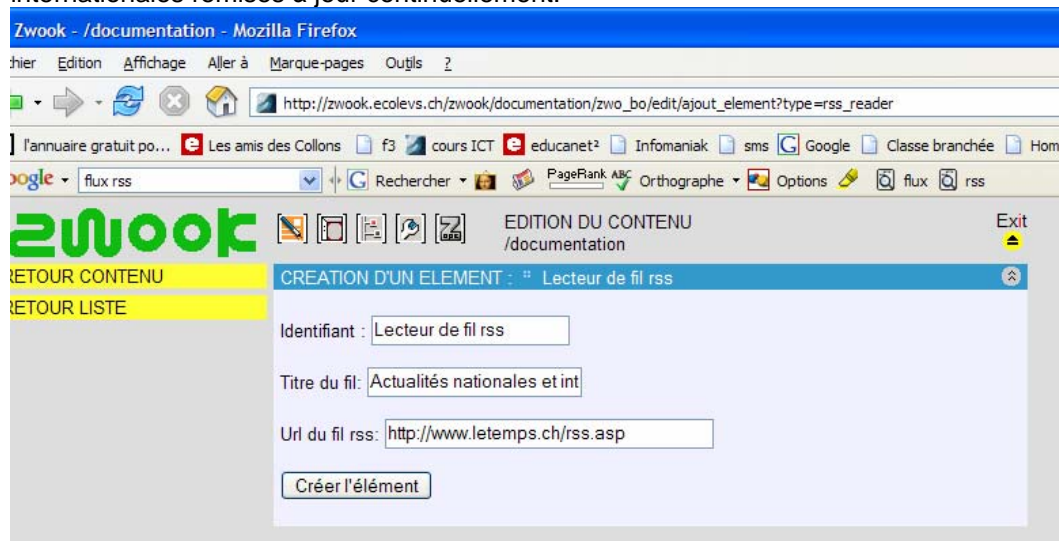 internationales remises à jour continuellement.
Zwook - /documentation - Mozilla Firefox
chier Edition Affichage Aller à Marque-pages Outils ?
http://zwook.ecolevs.ch/zwook/documentation/zwo_bo/edit/ajout_element?type=rss_reader
l'annuaire gratuit po... Les amis des Collons f3 cours ICT educanet² Infomaniak sms Google Classe branchée Hom
oogle flux rss Rechercher PageRank ABC Orthographe Options flux rss
zwook EDITION DU CONTENU Exit
/documentation
RETOUR CONTENU CREATION D'UN ELEMENT : Lecteur de fil rss
RETOUR LISTE
Identifiant : Lecteur de fil rss
Titre du fil: Actualités nationales et int
Url du fil rss: http://www.letemps.ch/rss.asp
Créer l'élément